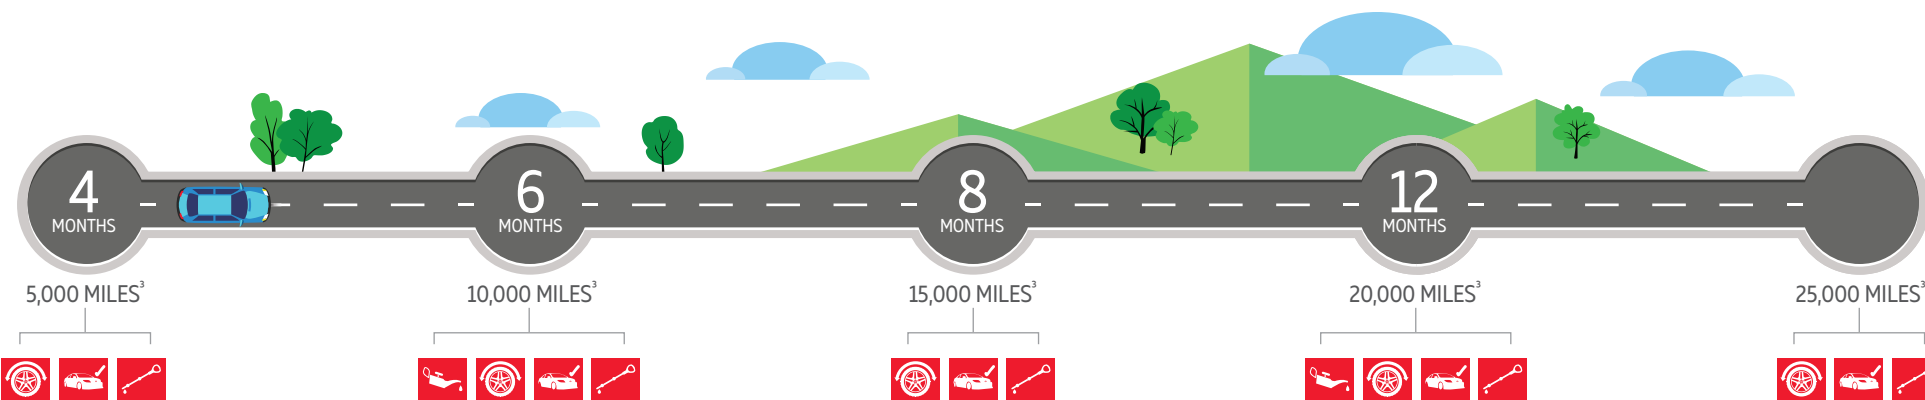 4
MONTHS
6
MONTHS
8
MONTHS
12
MONTHS
5,000 MILES³
10,000 MILES³
15,000 MILES³
20,000 MILES³
25,000 MILES³